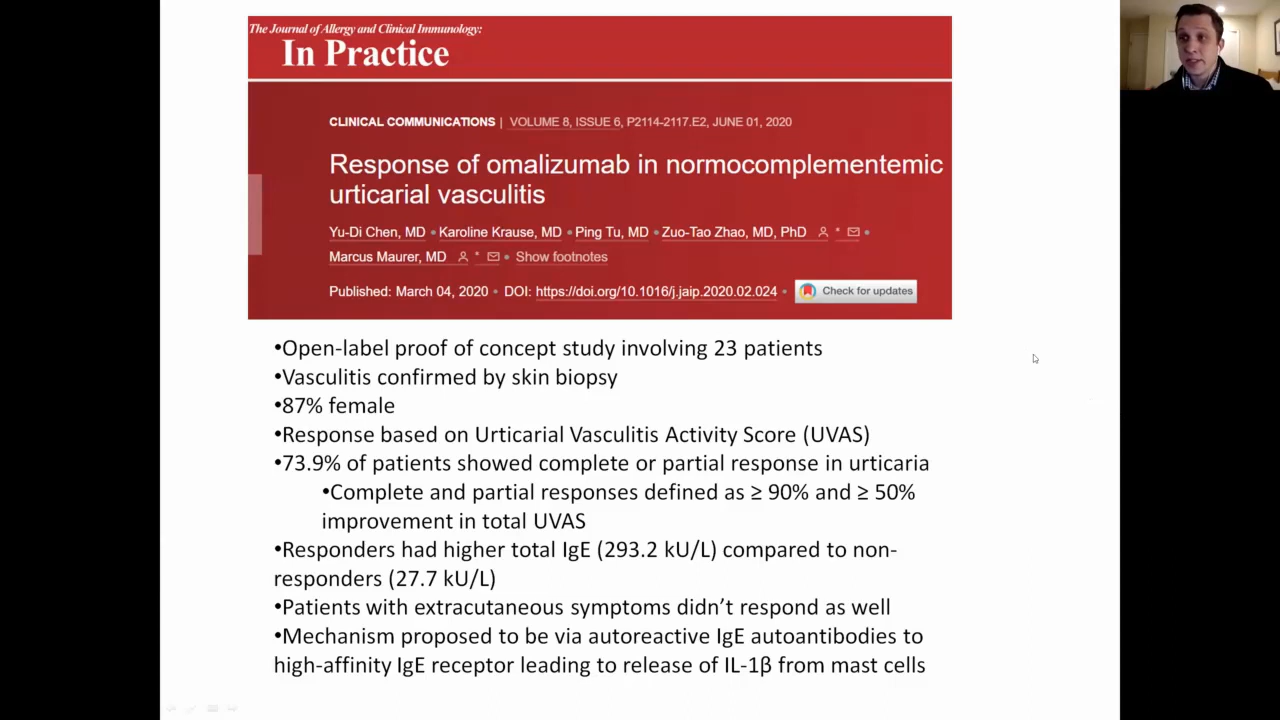 The Journal of Allergy and Clinical Immunology:
In Practice
CLINICAL COMMUNICATIONS | VOLUME 8, ISSUE 6, P2114-2117.E2, JUNE 01, 2020
Response of omalizumab in normocomplementemic
urticarial vasculitis
Yu-Di Chen, MD • Karoline Krause, MD • Ping Tu, MD • Zuo-Tao Zhao, MD, PhD * •
Marcus Maurer, MD * • Show footnotes
Published: March 04, 2020 • DOI: https://doi.org/10.1016/j.jaip.2020.02.024 • Check for updates
•Open-label proof of concept study involving 23 patients
•Vasculitis confirmed by skin biopsy
•87% female
•Response based on Urticarial Vasculitis Activity Score (UVAS)
•73.9% of patients showed complete or partial response in urticaria
•Complete and partial responses defined as ≥ 90% and ≥ 50%
improvement in total UVAS
•Responders had higher total IgE (293.2 kU/L) compared to non-
responders (27.7 kU/L)
•Patients with extracutaneous symptoms didn’t respond as well
•Mechanism proposed to be via autoreactive IgE autoantibodies to
high-affinity IgE receptor leading to release of IL-1β from mast cells